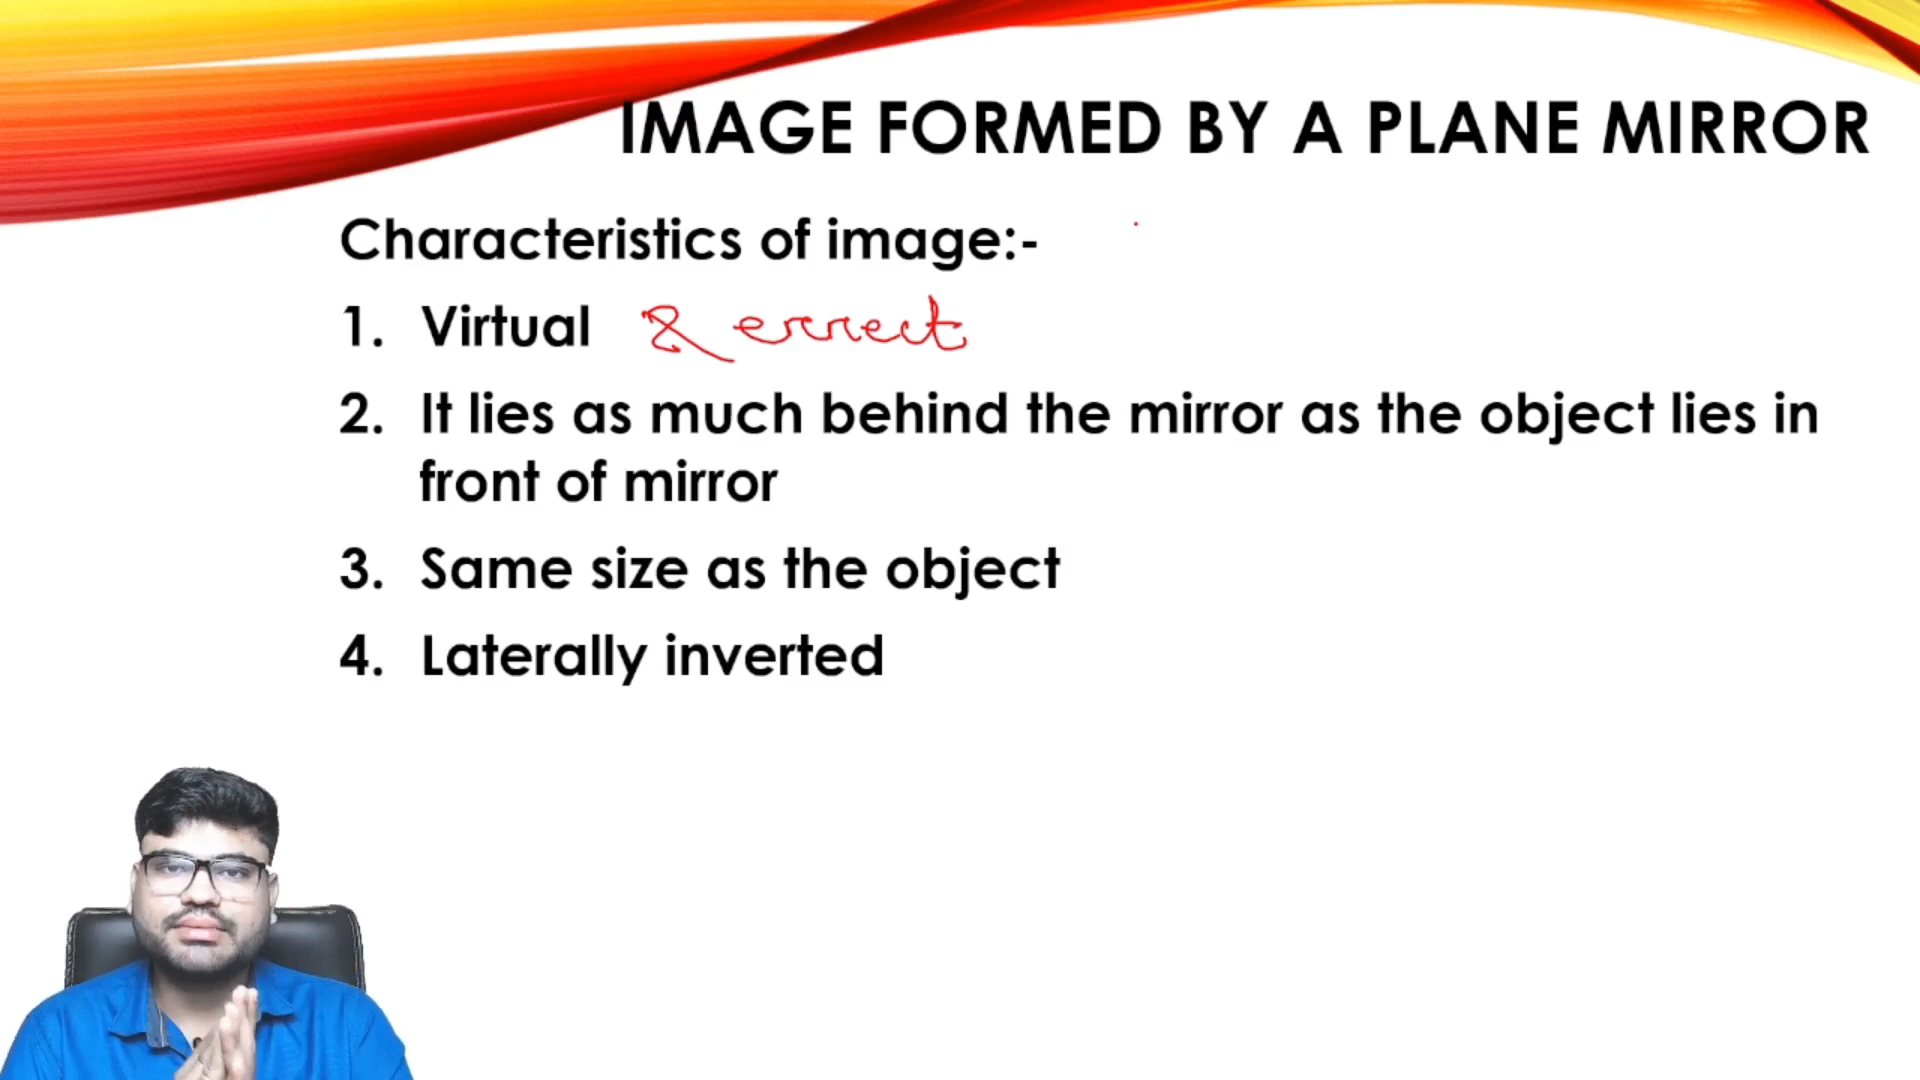 IMAGE FORMED BY A PLANE MIRROR
Characteristics of image:-
1. Virtual & errect
2. It lies as much behind the mirror as the object lies in
front of mirror
3. Same size as the object
4. Laterally inverted